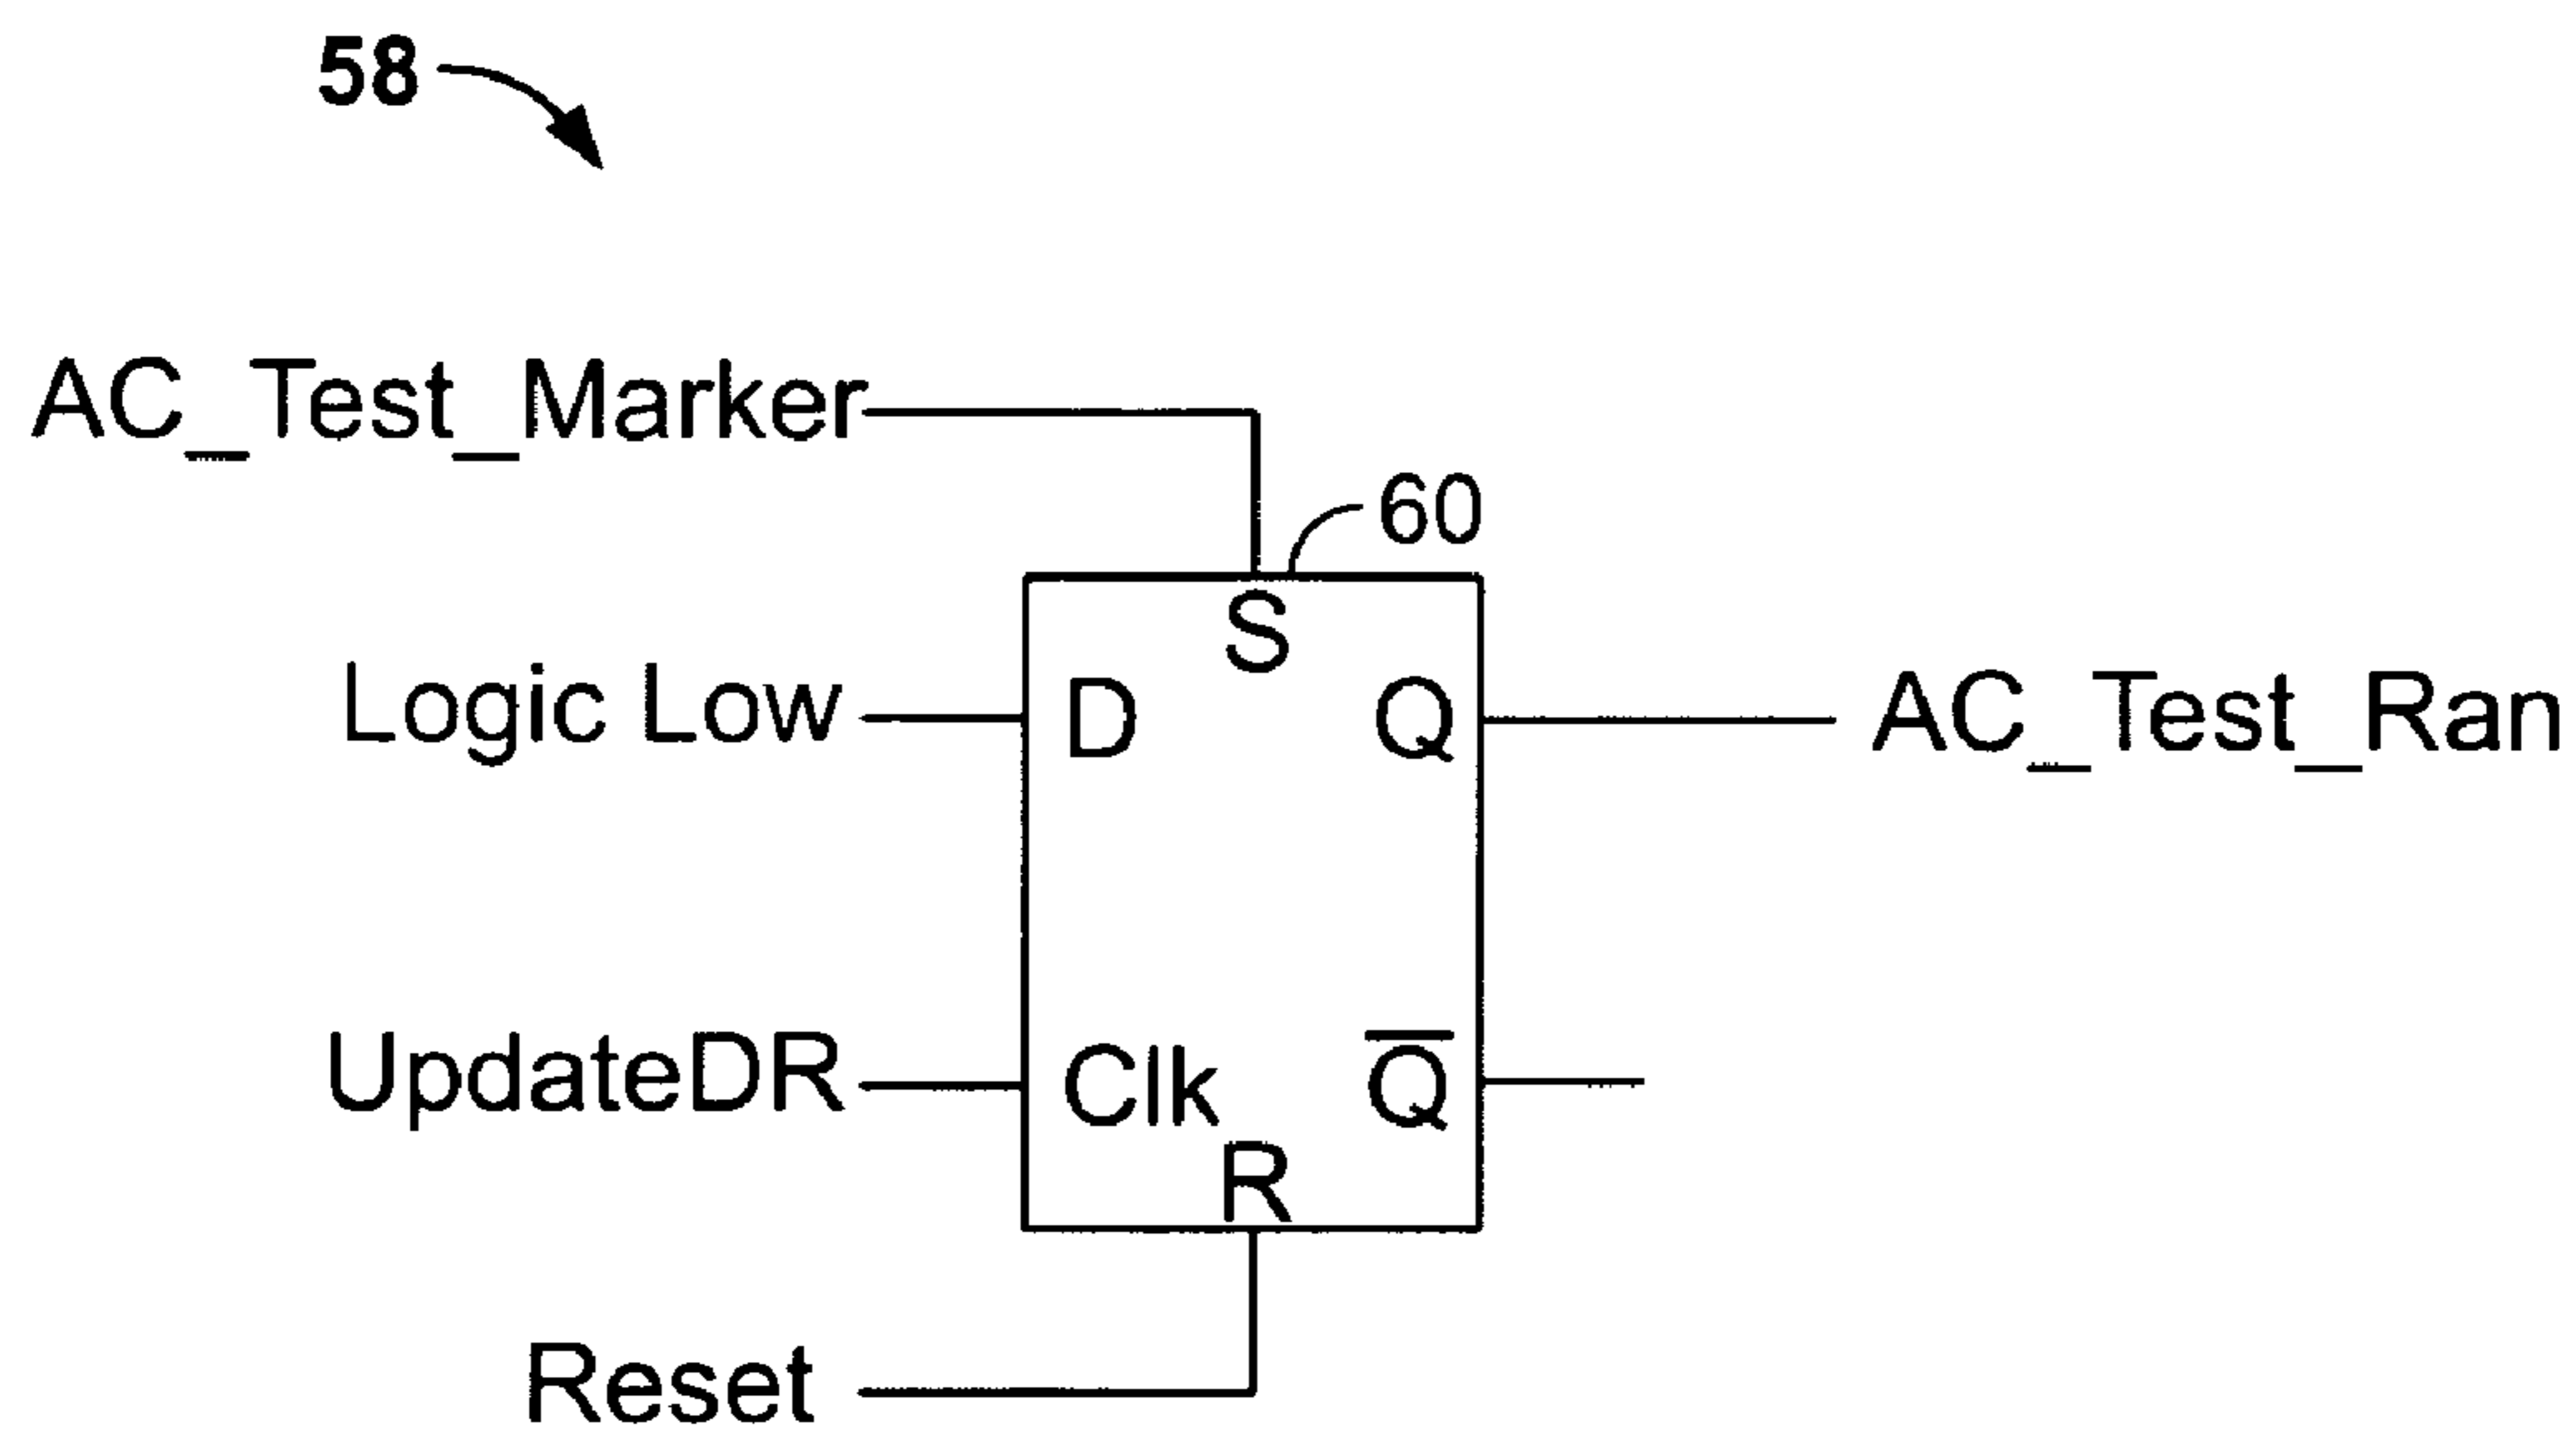 58
AC_Test_Marker
60
S
Logic Low
D
Q
AC_Test_Ran
UpdateDR
Clk
Q̅
R
Reset